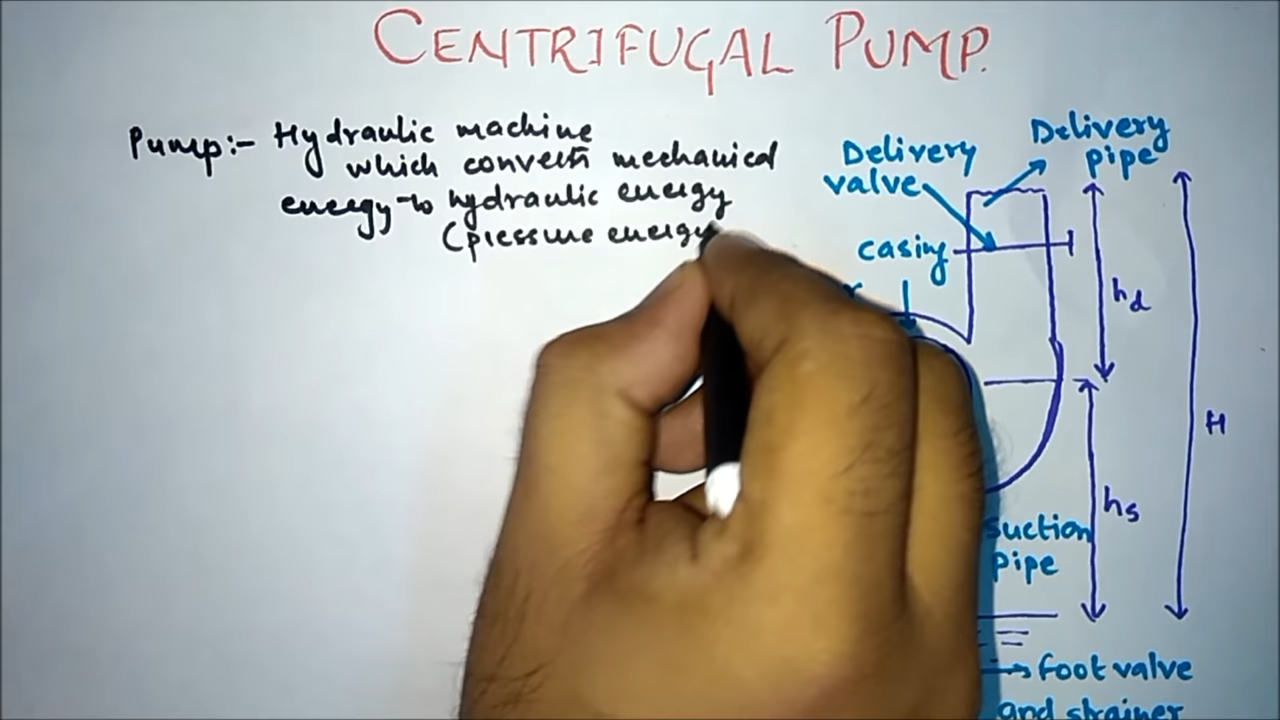 CENTRIFUGAL PUMP.
Pump:- Hydraulic machine
which converts mechanical
energy to hydraulic energy
(pressure energy
Delivery
pipe
Delivery
valve
casing
hd
H
hs
suction
pipe
foot valve
and strainer